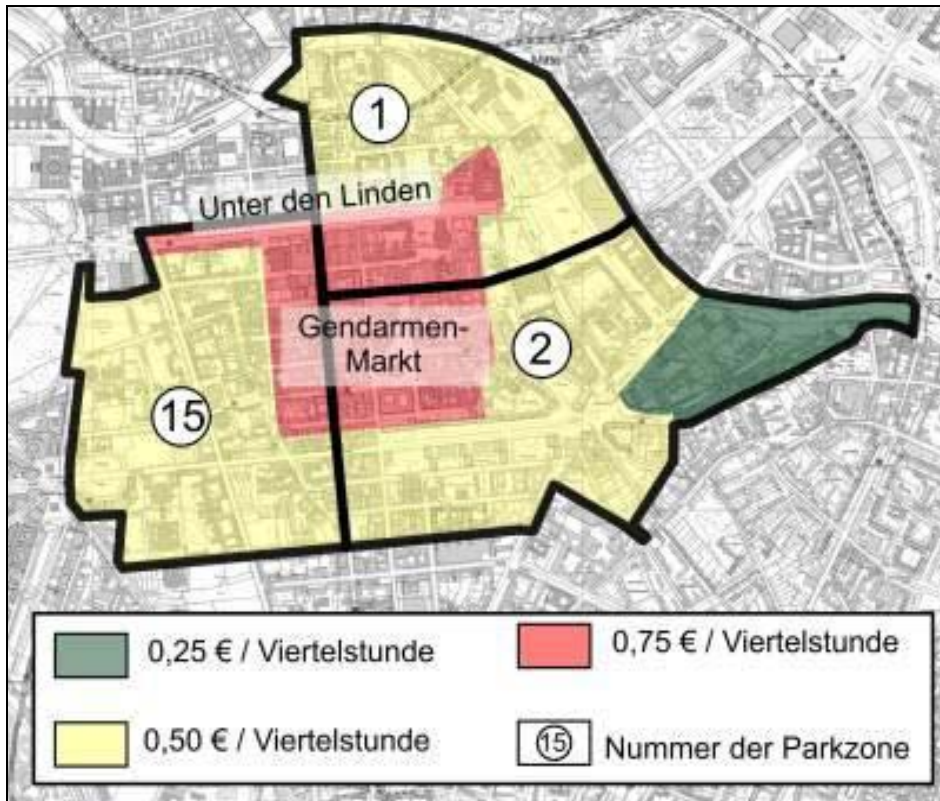 Mitte
1
Unter den Linden
Gendarmen-
Markt
2
15
0,25 € / Viertelstunde
0,75 € / Viertelstunde
0,50 € / Viertelstunde
15 Nummer der Parkzone